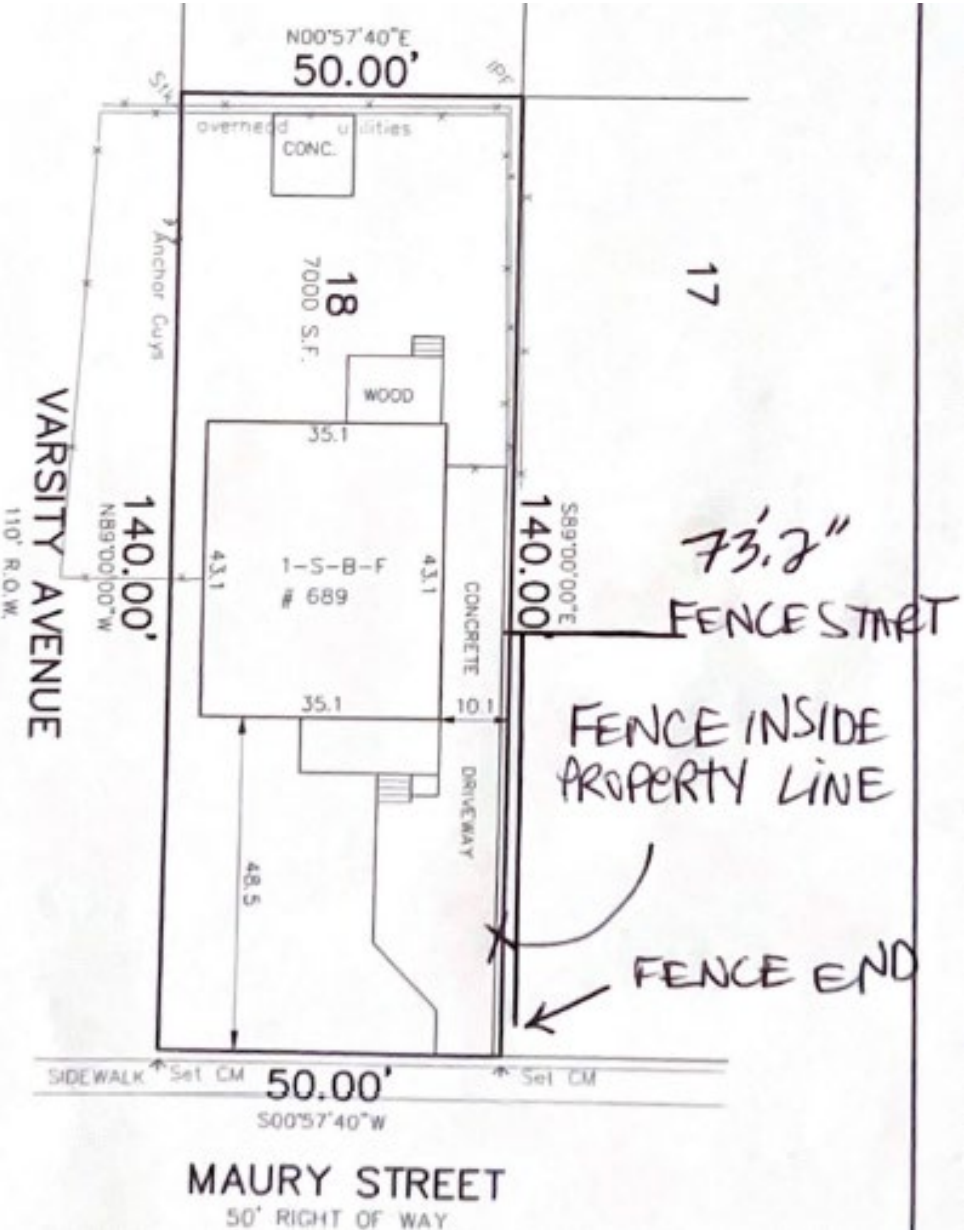 N00°57'40"E
50.00'
Stk
IPF
overhead utilities
CONC.
Anchor Guys
18
7000 S.F.
17
WOOD
35.1
VARSITY AVENUE
110' R.O.W.
140.00'
N89°00'00"W
43.1
1-S-B-F
# 689
43.1
CONCRETE
DRIVEWAY
140.00'
S89°00'00"E
73.2"
FENCE START
35.1
10.1
FENCE INSIDE
PROPERTY LINE
48.5
FENCE END
SIDEWALK
Set CM
50.00'
Set CM
S00°57'40"W
MAURY STREET
50' RIGHT OF WAY